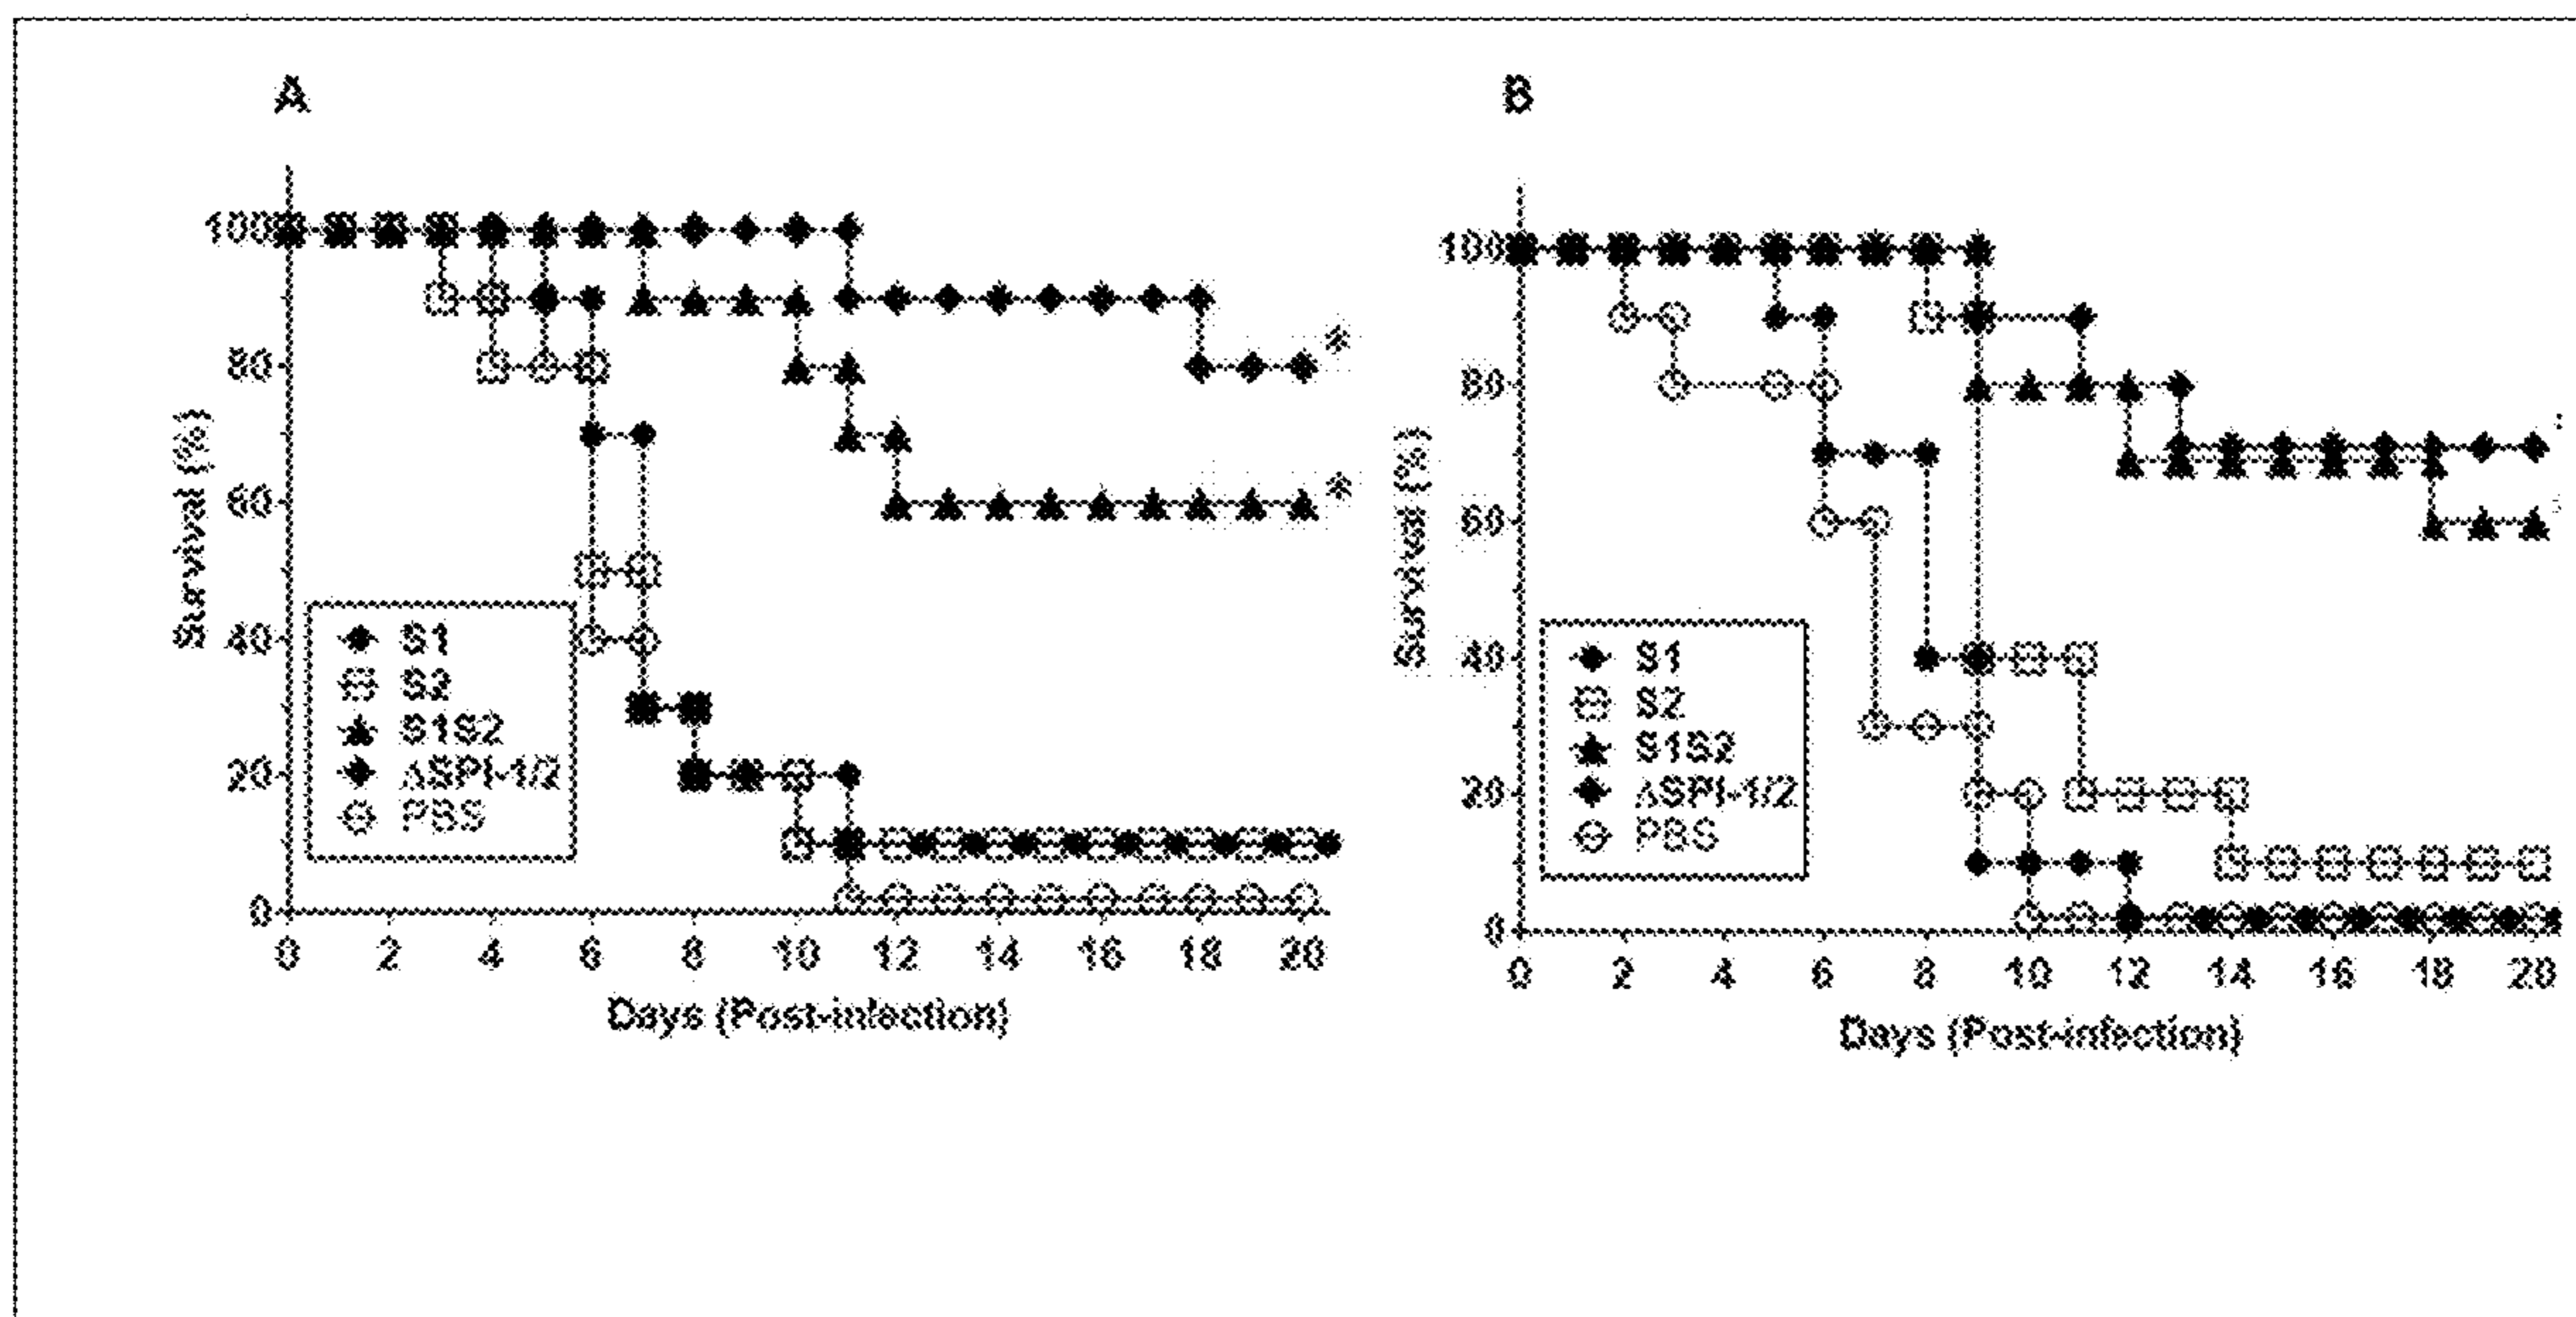 A
Survival (%)
100
80
60
40
20
0
S1
S2
S1S2
ΔSPI-1/2
PBS
*
*
0 2 4 6 8 10 12 14 16 18 20
Days (Post-infection)
B
Survival (%)
100
80
60
40
20
0
S1
S2
S1S2
ΔSPI-1/2
PBS
0 2 4 6 8 10 12 14 16 18 20
Days (Post-infection)